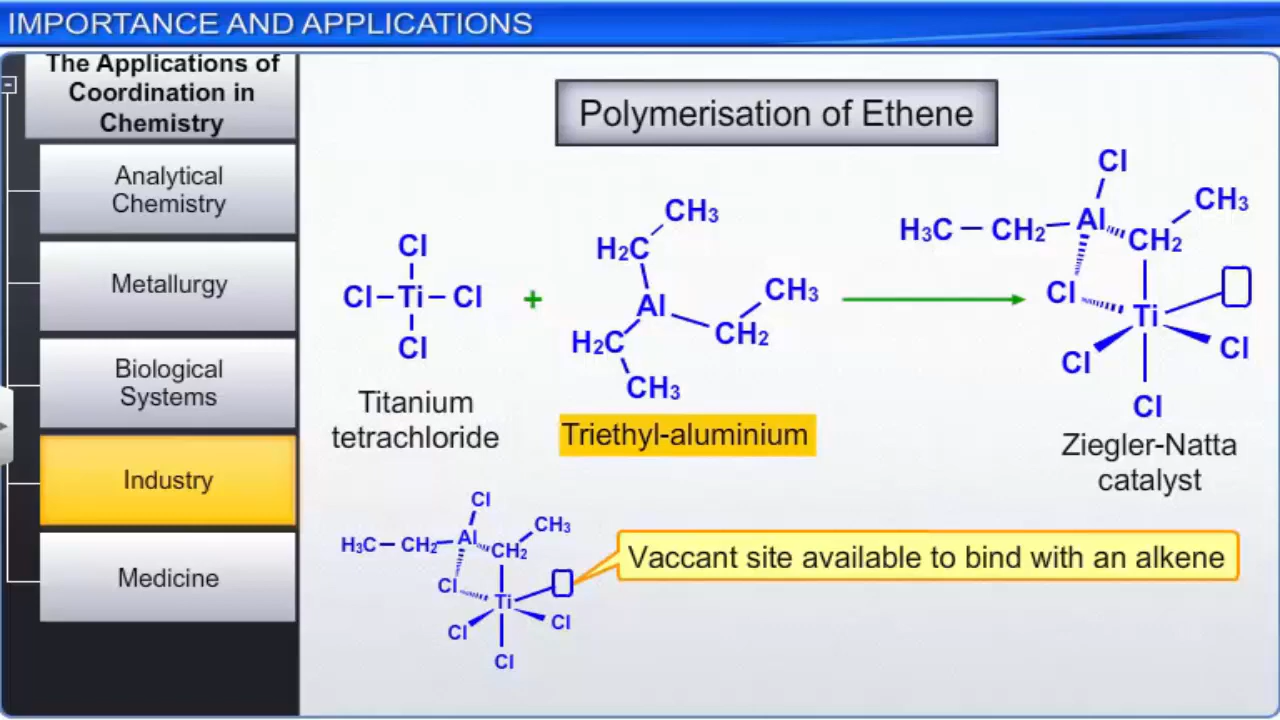 IMPORTANCE AND APPLICATIONS
The Applications of
Coordination in
Chemistry
Analytical
Chemistry
Metallurgy
Biological
Systems
Industry
Medicine
Polymerisation of Ethene
Cl
Cl–Ti–Cl
Cl
Titanium
tetrachloride
+
CH3
H2C
Al
CH3
CH2
H2C
CH3
Triethyl-aluminium
Cl
CH3
H3C – CH2 Al CH2
Cl
Ti
Cl
Cl
Cl
Ziegler-Natta
catalyst
Cl
CH3
H3C – CH2 Al CH2
Cl
Ti
Cl
Cl
Cl
Vaccant site available to bind with an alkene